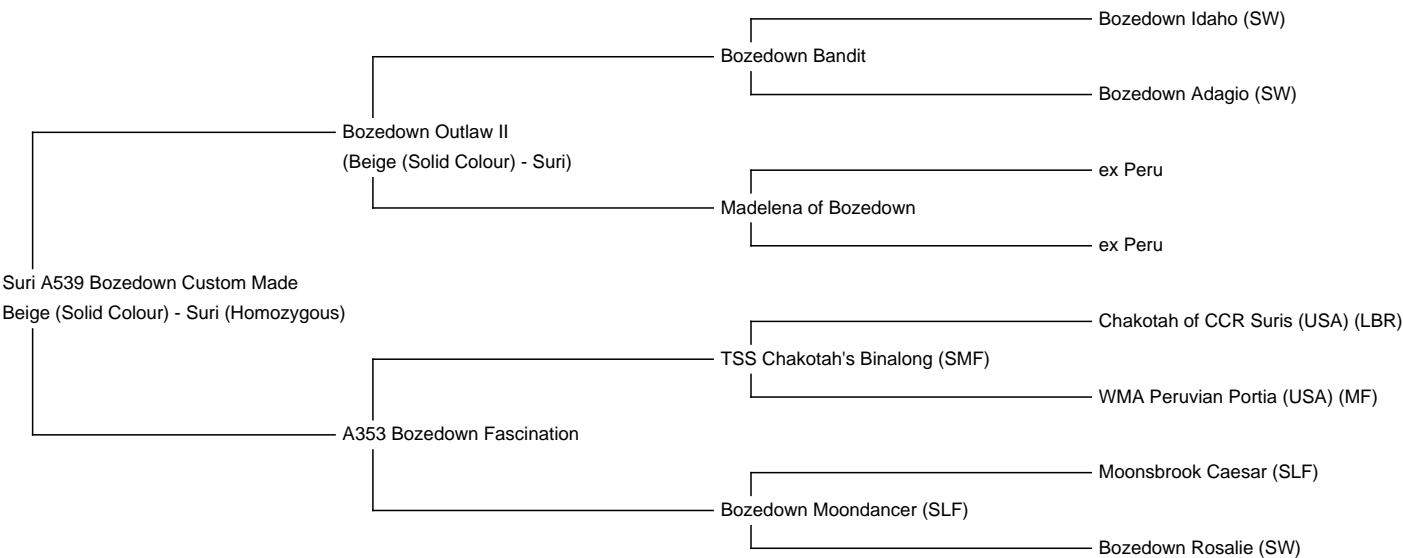 Bozedown Idaho (SW)
Bozedown Bandit
Bozedown Adagio (SW)
Bozedown Outlaw II
(Beige (Solid Colour) - Suri)
ex Peru
Madelena of Bozedown
ex Peru
Suri A539 Bozedown Custom Made
Beige (Solid Colour) - Suri (Homozygous)
Chakotah of CCR Suris (USA) (LBR)
TSS Chakotah's Binalong (SMF)
WMA Peruvian Portia (USA) (MF)
A353 Bozedown Fascination
Moonsbrook Caesar (SLF)
Bozedown Moondancer (SLF)
Bozedown Rosalie (SW)